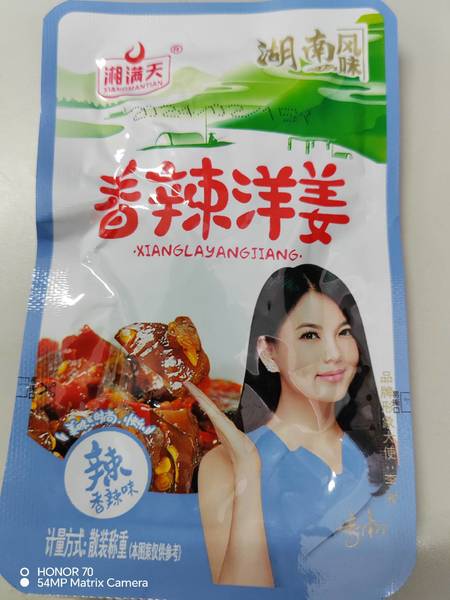 湘满天
®
XIANGMANTIAN
湖南
风味
香辣洋姜
·XIANGLAYANGJIANG·
辣
香辣味
计量方式: 散装称重(本图案仅供参考)
品牌形象大使:
HONOR 70
54MP Matrix Camera